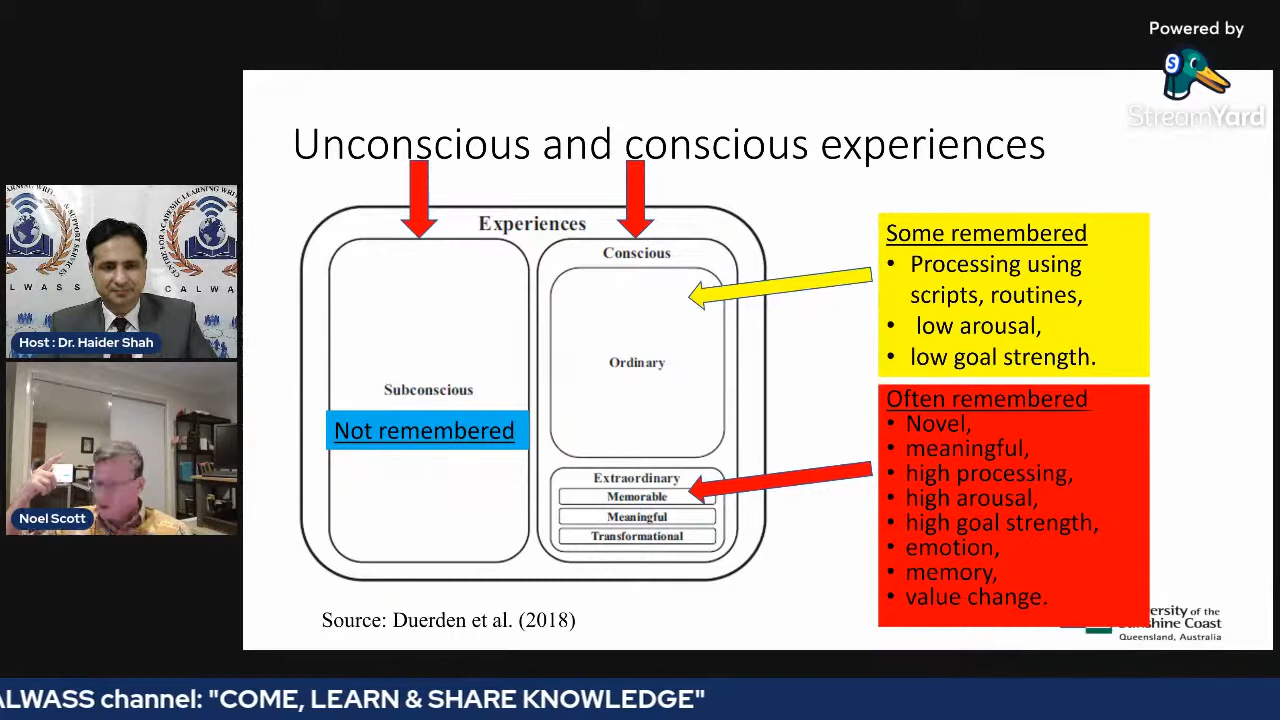 Powered by
StreamYard
Unconscious and conscious experiences
Experiences
Subconscious
Not remembered
Conscious
Ordinary
Extraordinary
Memorable
Meaningful
Transformational
Some remembered
• Processing using
scripts, routines,
• low arousal,
• low goal strength.
Often remembered
• Novel,
• meaningful,
• high processing,
• high arousal,
• high goal strength,
• emotion,
• memory,
• value change.
Source: Duerden et al. (2018)
ersity of the
shine Coast
Queensland, Australia
CALWASS
Host : Dr. Haider Shah
Noel Scott
ALWASS channel: "COME, LEARN & SHARE KNOWLEDGE"